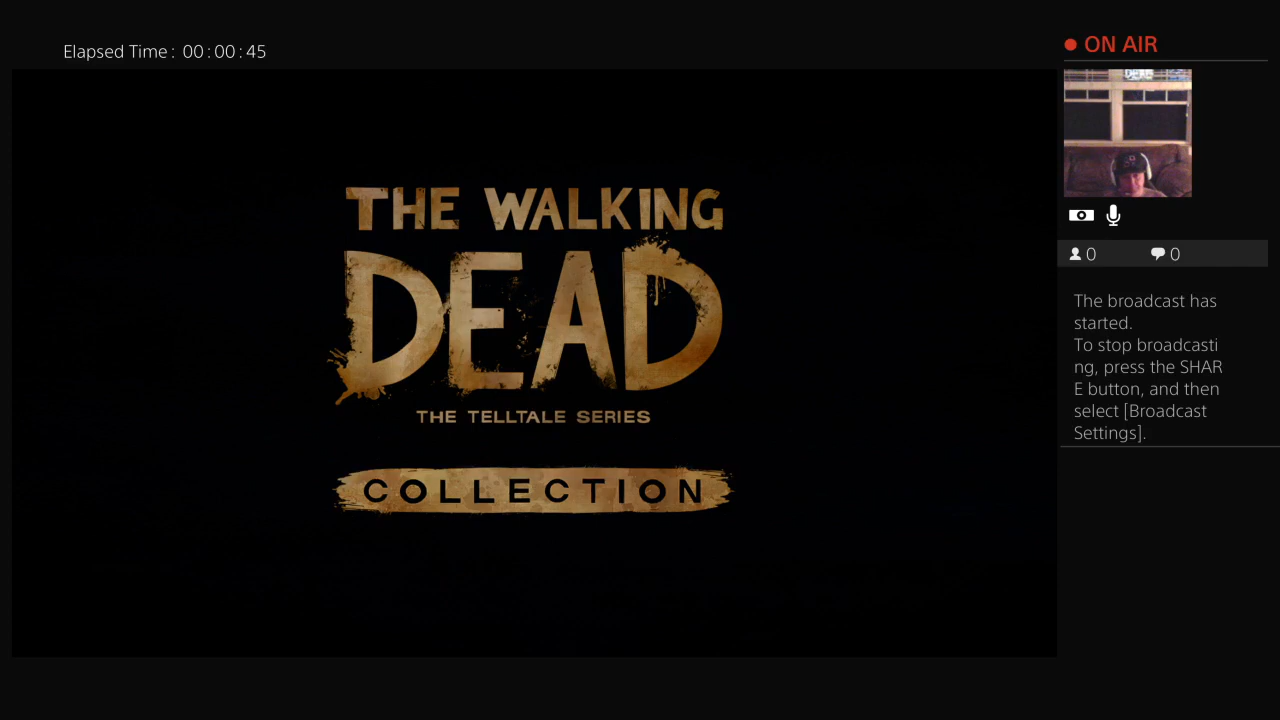 Elapsed Time : 00:00:45
ON AIR
DEAD
0 0
THE WALKING
DEAD
THE TELLTALE SERIES
COLLECTION
The broadcast has
started.
To stop broadcasti
ng, press the SHAR
E button, and then
select [Broadcast
Settings].